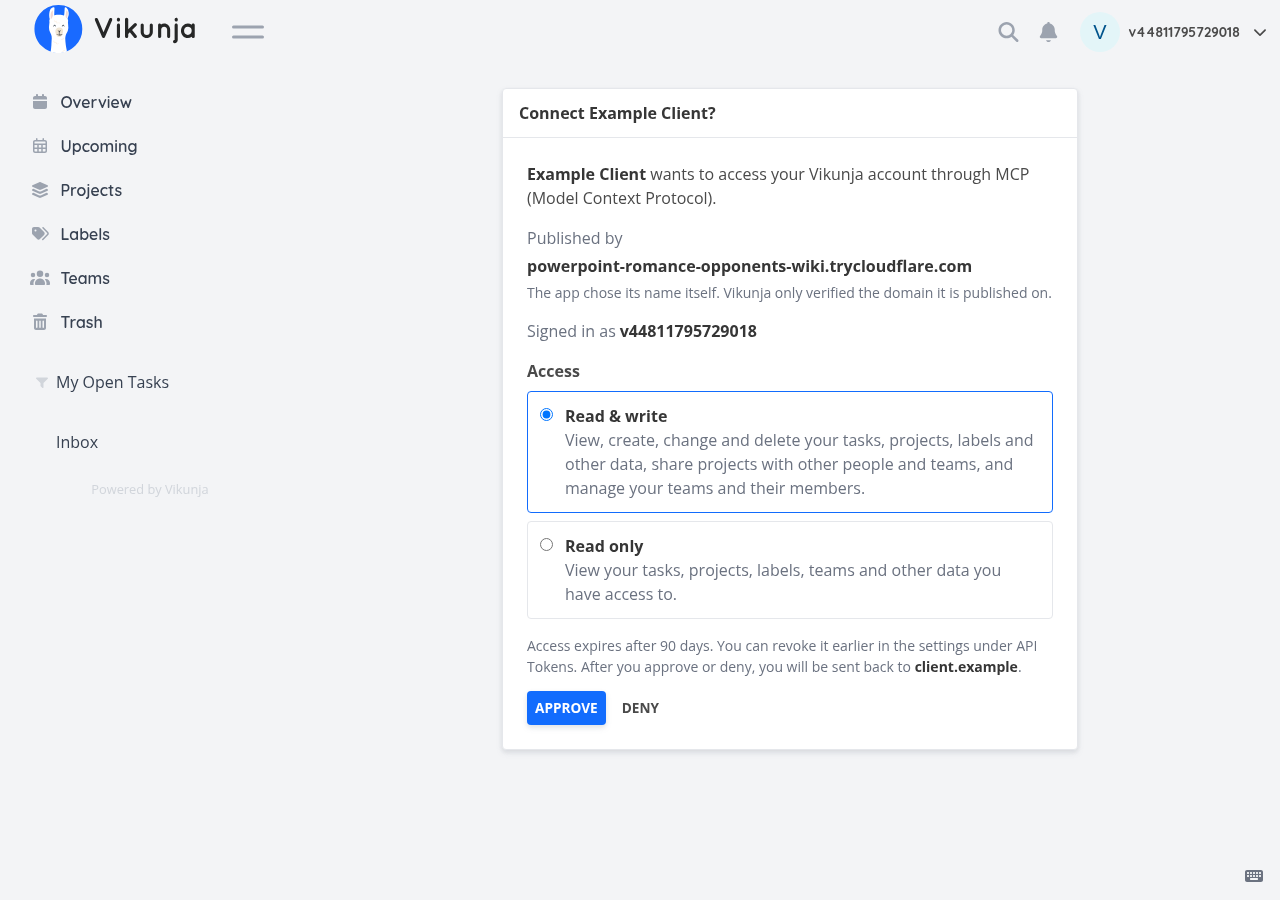 Vikunja
V
v44811795729018
Overview
Upcoming
Projects
Labels
Teams
Trash
My Open Tasks
Inbox
Powered by Vikunja
Connect Example Client?
Example Client wants to access your Vikunja account through MCP
(Model Context Protocol).
Published by
powerpoint-romance-opponents-wiki.trycloudflare.com
The app chose its name itself. Vikunja only verified the domain it is published on.
Signed in as v44811795729018
Access
Read & write
View, create, change and delete your tasks, projects, labels and
other data, share projects with other people and teams, and
manage your teams and their members.
Read only
View your tasks, projects, labels, teams and other data you
have access to.
Access expires after 90 days. You can revoke it earlier in the settings under API
Tokens. After you approve or deny, you will be sent back to client.example.
APPROVE DENY